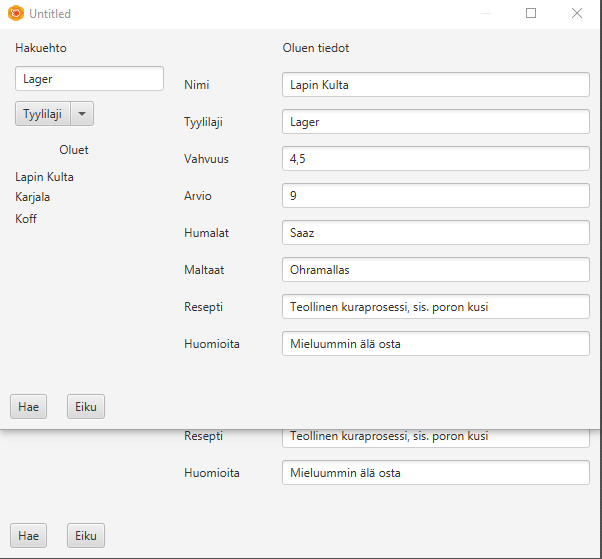 Untitled
Hakuehto
Lager
Tyylilaji
Oluet
Lapin Kulta
Karjala
Koff
Oluen tiedot
Nimi Lapin Kulta
Tyylilaji Lager
Vahvuus 4,5
Arvio 9
Humalat Saaz
Maltaat Ohramallas
Resepti Teollinen kuraprosessi, sis. poron kusi
Huomioita Mieluummin älä osta
Hae Eiku
Resepti Teollinen kuraprosessi, sis. poron kusi
Huomioita Mieluummin älä osta
Hae Eiku